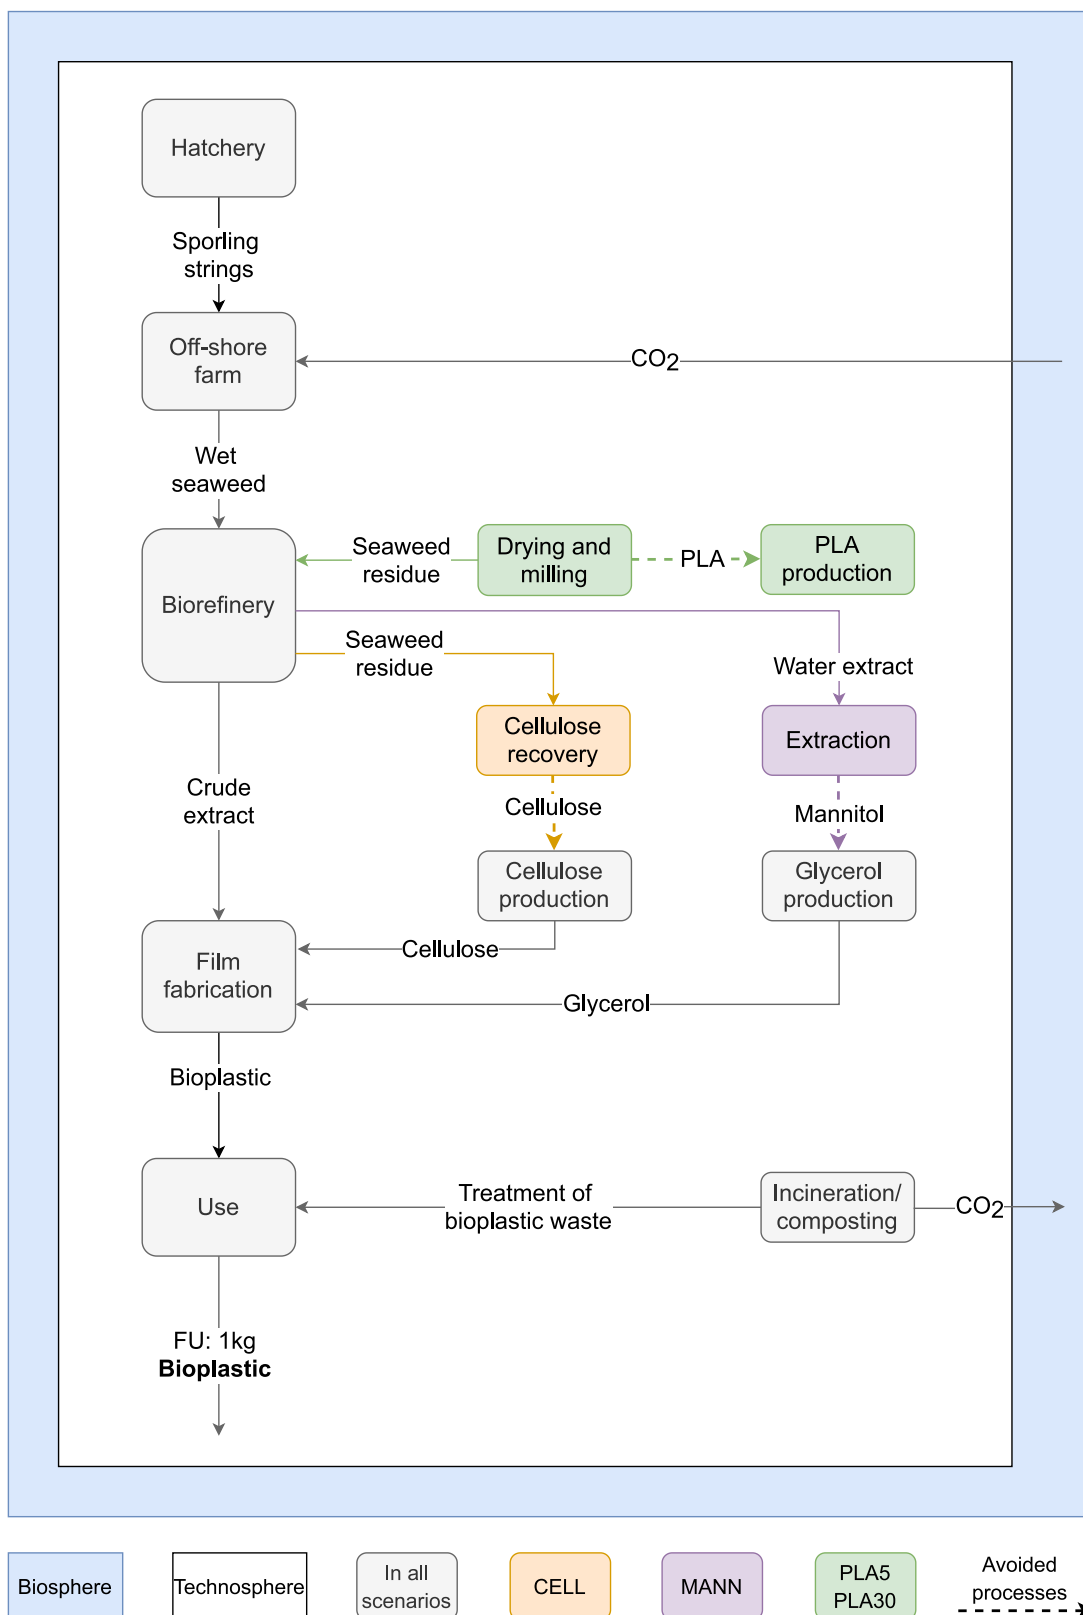 Hatchery
Sporling
strings
Off-shore
farm
CO2
Wet
seaweed
Seaweed
residue
Drying and
milling
PLA
PLA
production
Biorefinery
Seaweed
residue
Water extract
Cellulose
recovery
Extraction
Crude
extract
Cellulose
Mannitol
Cellulose
production
Glycerol
production
Cellulose
Film
fabrication
Glycerol
Bioplastic
Use
Treatment of
bioplastic waste
Incineration/
composting
CO2
FU: 1kg
Bioplastic
Biosphere
Technosphere
In all
scenarios
CELL
MANN
PLA5
PLA30
Avoided
processes